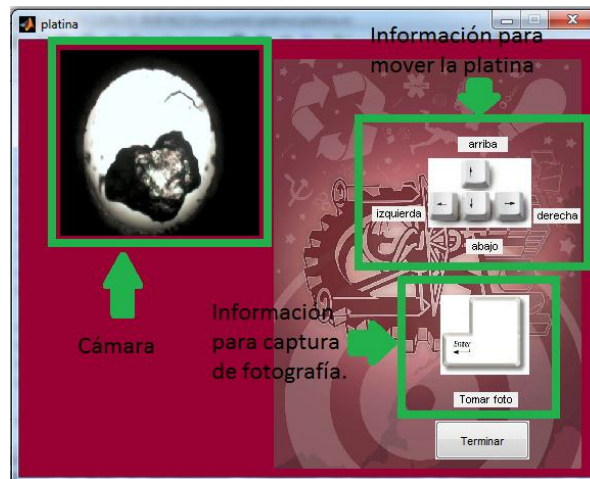 platina
Información para
mover la platina
arriba
izquierda
derecha
abajo
Cámara
Información
para captura
de fotografía.
Enter
Tomar foto
Terminar